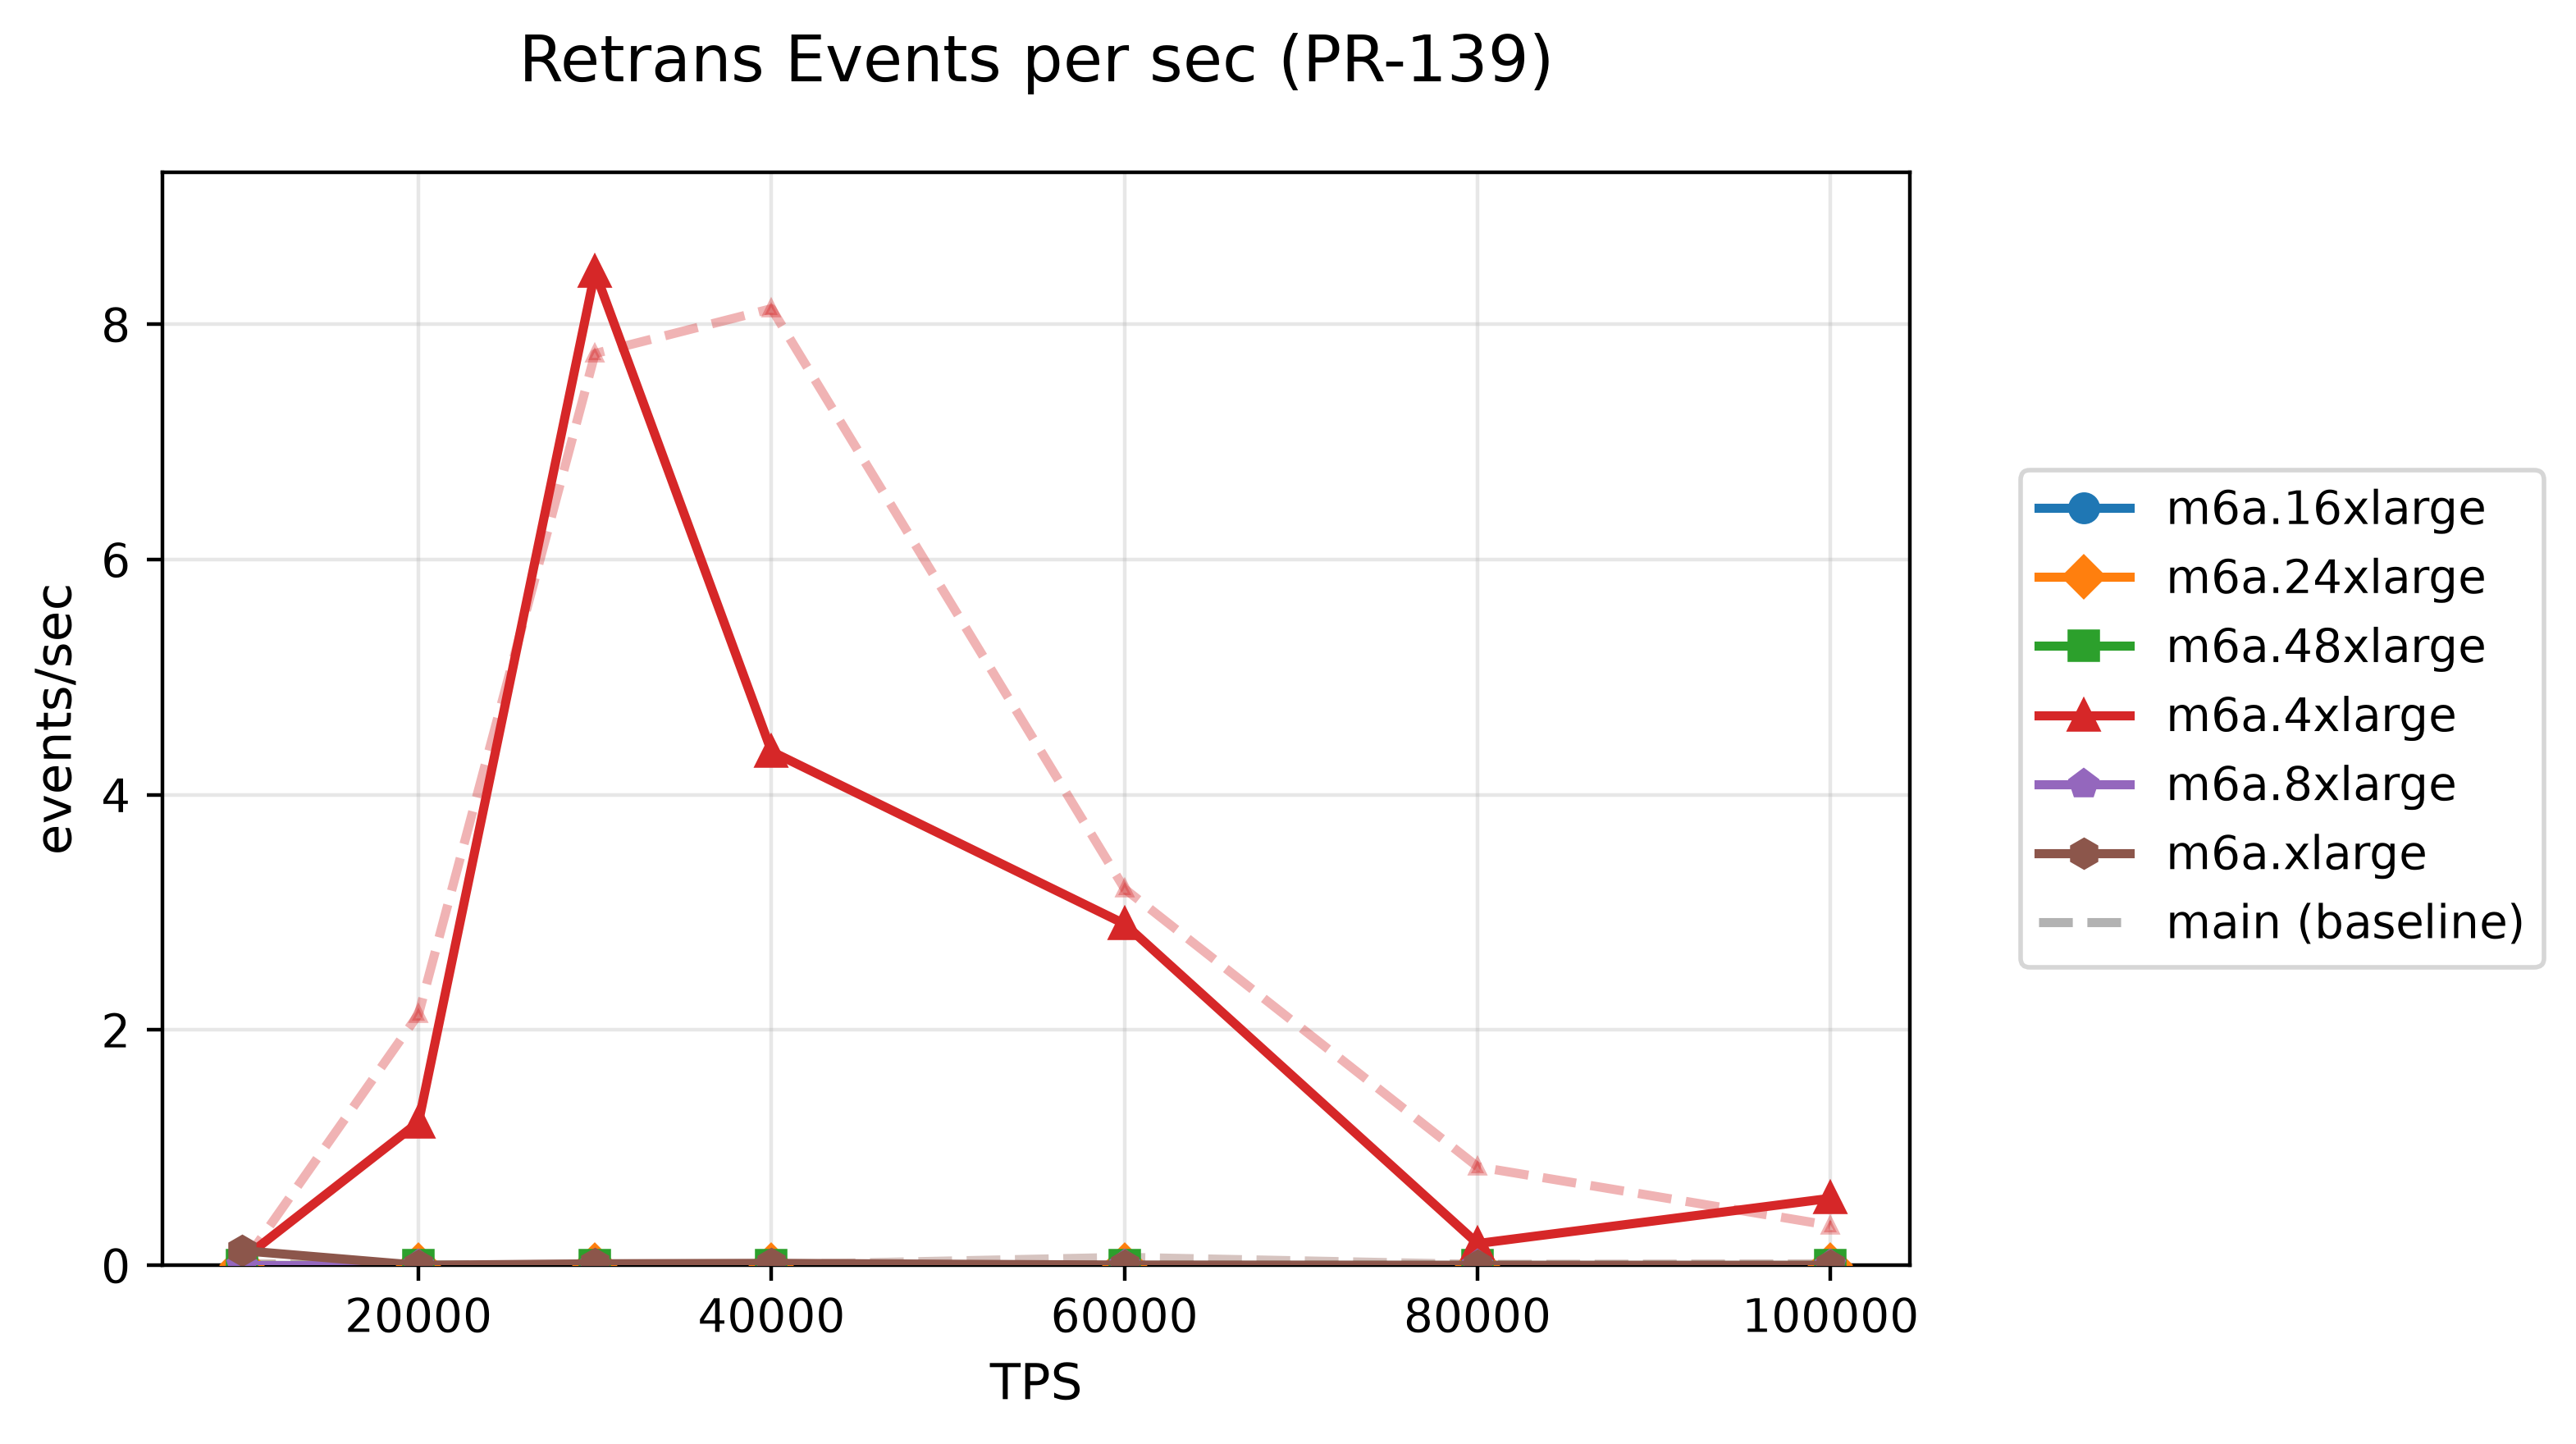 Retrans Events per sec (PR-139)
events/sec
8
6
4
2
0
20000 40000 60000 80000 100000
TPS
m6a.16xlarge
m6a.24xlarge
m6a.48xlarge
m6a.4xlarge
m6a.8xlarge
m6a.xlarge
main (baseline)